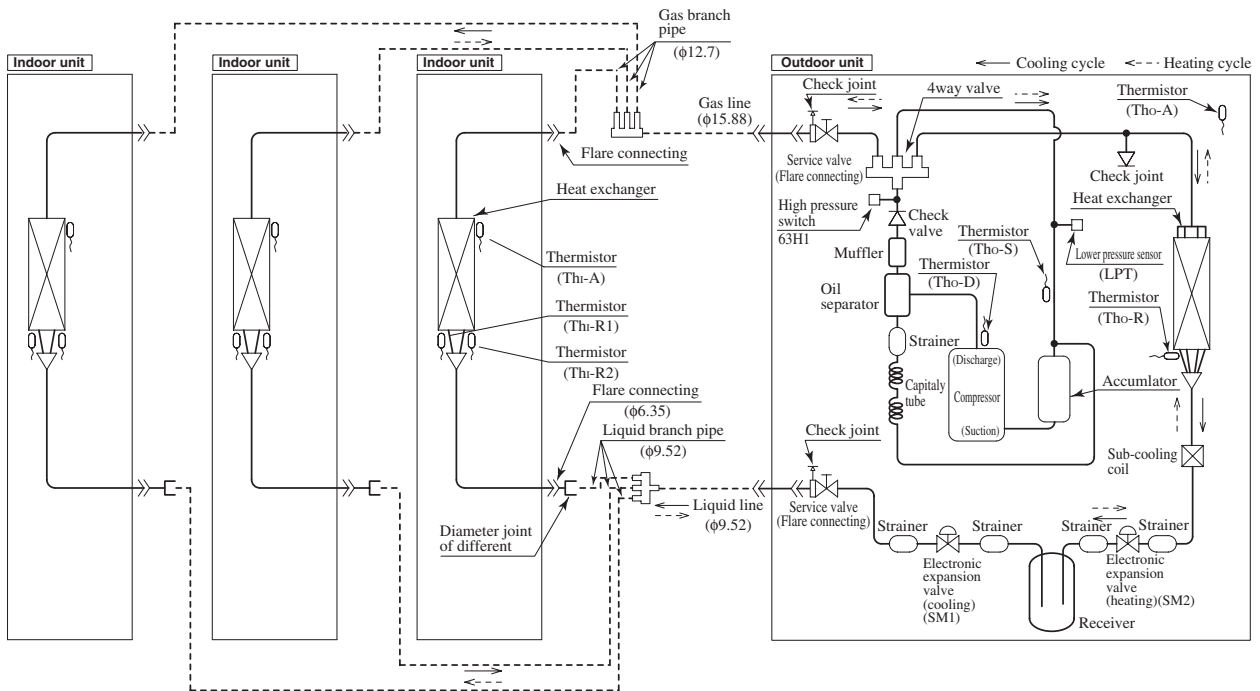 Gas branch
pipe
(ϕ12.7)
Indoor unit
Indoor unit
Indoor unit
Outdoor unit
Cooling cycle
Heating cycle
Check joint
4way valve
Thermistor
(Tho-A)
Gas line
(ϕ15.88)
Flare connecting
Service valve
(Flare connecting)
Check joint
Heat exchanger
Heat exchanger
High pressure
switch
63H1
Check
valve
Muffler
Thermistor
(Tho-S)
Lower pressure sensor
(LPT)
Thermistor
(Thi-A)
Oil
separator
Thermistor
(Tho-D)
Thermistor
(Tho-R)
Thermistor
(Thi-R1)
Strainer
Thermistor
(Thi-R2)
(Discharge)
Compressor
(Suction)
Capitaly
tube
Accumlator
Flare connecting
(ϕ6.35)
Liquid branch pipe
(ϕ9.52)
Check joint
Sub-cooling
coil
Liquid line
(ϕ9.52)
Service valve
(Flare connecting)
Diameter joint
of different
Strainer
Strainer
Strainer
Strainer
Electronic
expansion
valve
(cooling)
(SM1)
Electronic
expansion
valve
(heating)(SM2)
Receiver